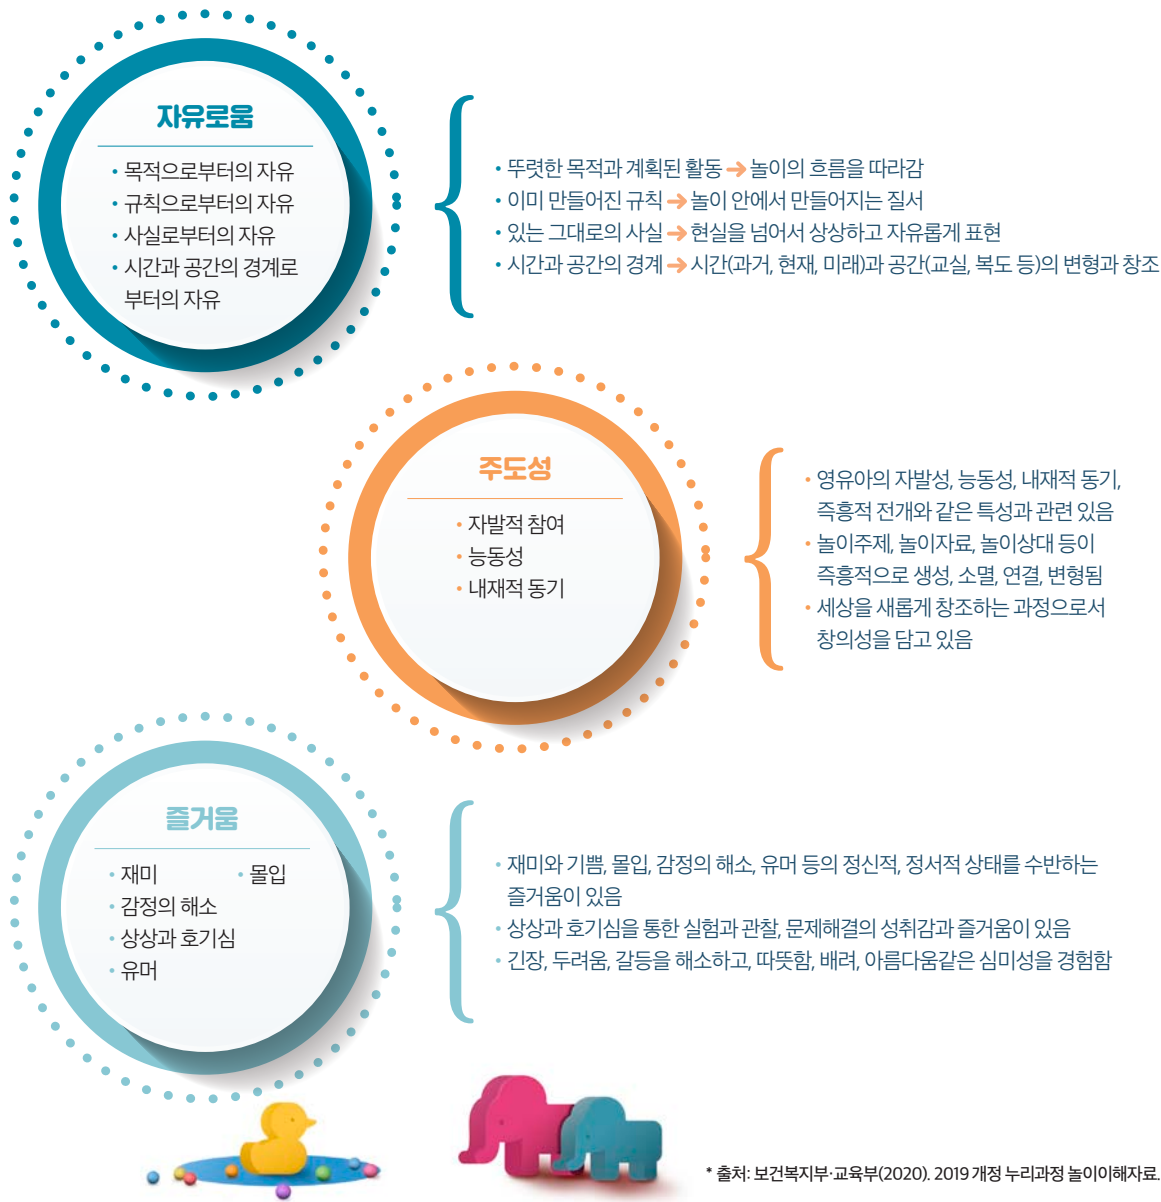 자유로움
• 목적으로부터의 자유
• 규칙으로부터의 자유
• 사실로부터의 자유
• 시간과 공간의 경계로
부터의 자유
• 뚜렷한 목적과 계획된 활동 ➜ 놀이의 흐름을 따라감
• 이미 만들어진 규칙 ➜ 놀이 안에서 만들어지는 질서
• 있는 그대로의 사실 ➜ 현실을 넘어서 상상하고 자유롭게 표현
• 시간과 공간의 경계 ➜ 시간(과거, 현재, 미래)과 공간(교실, 복도 등)의 변형과 창조
주도성
• 자발적 참여
• 능동성
• 내재적 동기
• 영유아의 자발성, 능동성, 내재적 동기,
즉흥적 전개와 같은 특성과 관련 있음
• 놀이주제, 놀이자료, 놀이상대 등이
즉흥적으로 생성, 소멸, 연결, 변형됨
• 세상을 새롭게 창조하는 과정으로서
창의성을 담고 있음
즐거움
• 재미 • 몰입
• 감정의 해소
• 상상과 호기심
• 유머
• 재미와 기쁨, 몰입, 감정의 해소, 유머 등의 정신적, 정서적 상태를 수반하는
즐거움이 있음
• 상상과 호기심을 통한 실험과 관찰, 문제해결의 성취감과 즐거움이 있음
• 긴장, 두려움, 갈등을 해소하고, 따뜻함, 배려, 아름다움같은 심미성을 경험함
* 출처: 보건복지부·교육부(2020). 2019 개정 누리과정 놀이이해자료.